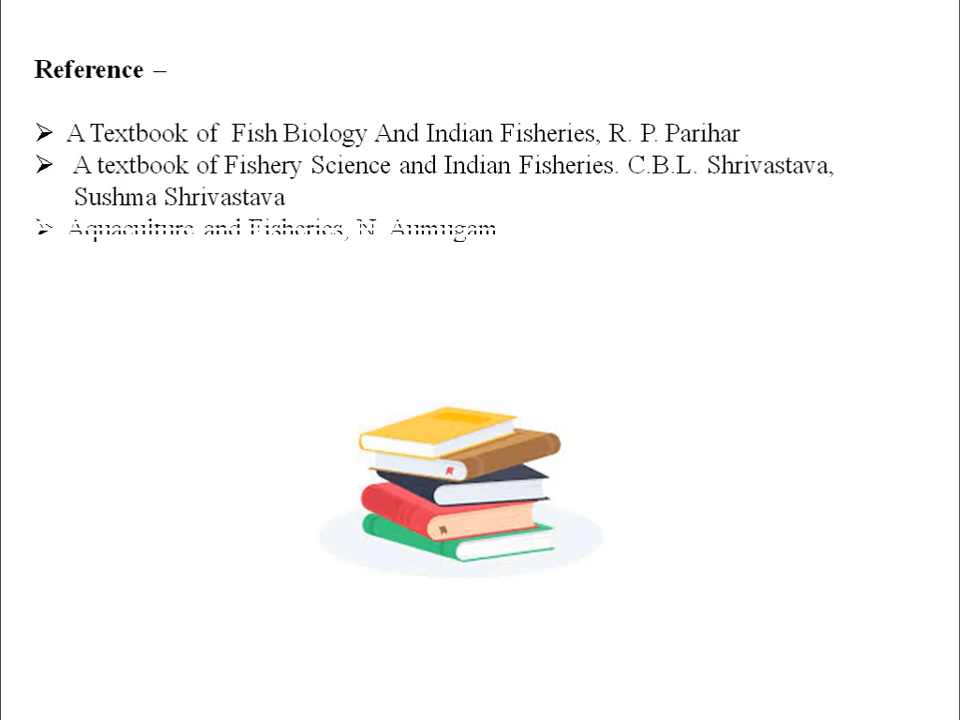 Reference –
➢ A Textbook of Fish Biology And Indian Fisheries, R. P. Parihar
➢ A textbook of Fishery Science and Indian Fisheries. C.B.L. Shrivastava,
Sushma Shrivastava
➢ Aquaculture and Fisheries, N. Aumugam